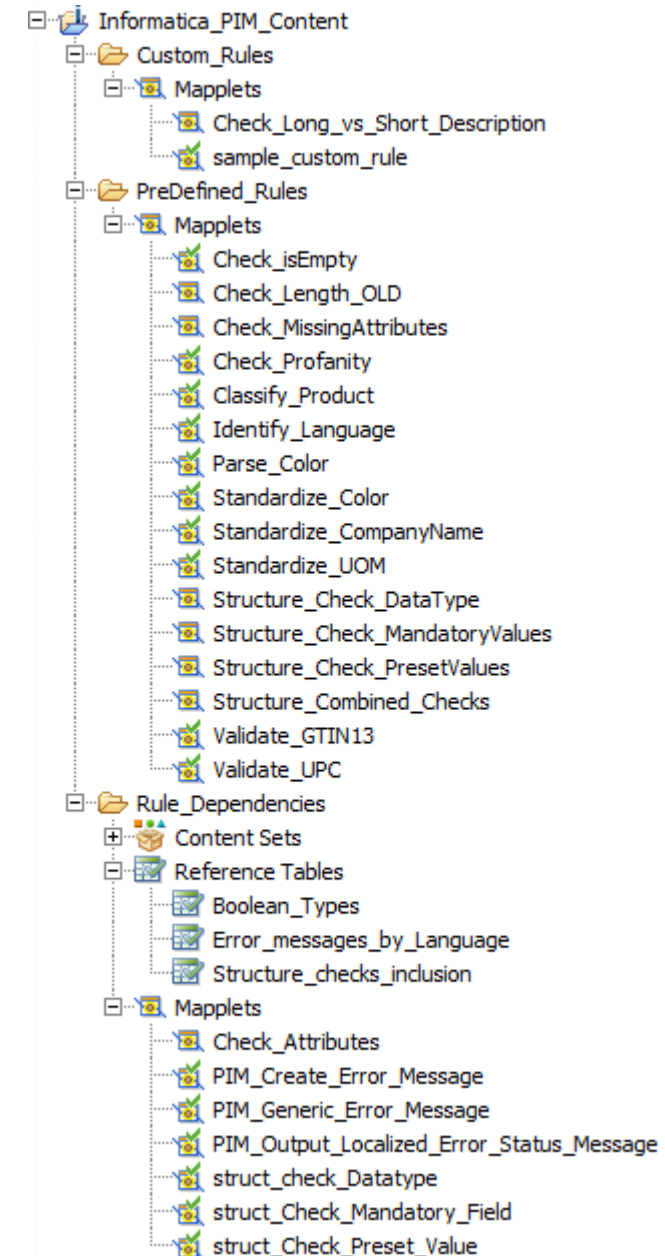 Informatica_PIM_Content
Custom_Rules
Mapplets
Check_Long_vs_Short_Description
sample_custom_rule
PreDefined_Rules
Mapplets
Check_isEmpty
Check_Length_OLD
Check_MissingAttributes
Check_Profanity
Classify_Product
Identify_Language
Parse_Color
Standardize_Color
Standardize_CompanyName
Standardize_UOM
Structure_Check_DataType
Structure_Check_MandatoryValues
Structure_Check_PresetValues
Structure_Combined_Checks
Validate_GTIN13
Validate_UPC
Rule_Dependencies
Content Sets
Reference Tables
Boolean_Types
Error_messages_by_Language
Structure_checks_inclusion
Mapplets
Check_Attributes
PIM_Create_Error_Message
PIM_Generic_Error_Message
PIM_Output_Localized_Error_Status_Message
struct_check_Datatype
struct_Check_Mandatory_Field
struct_Check_Preset_Value